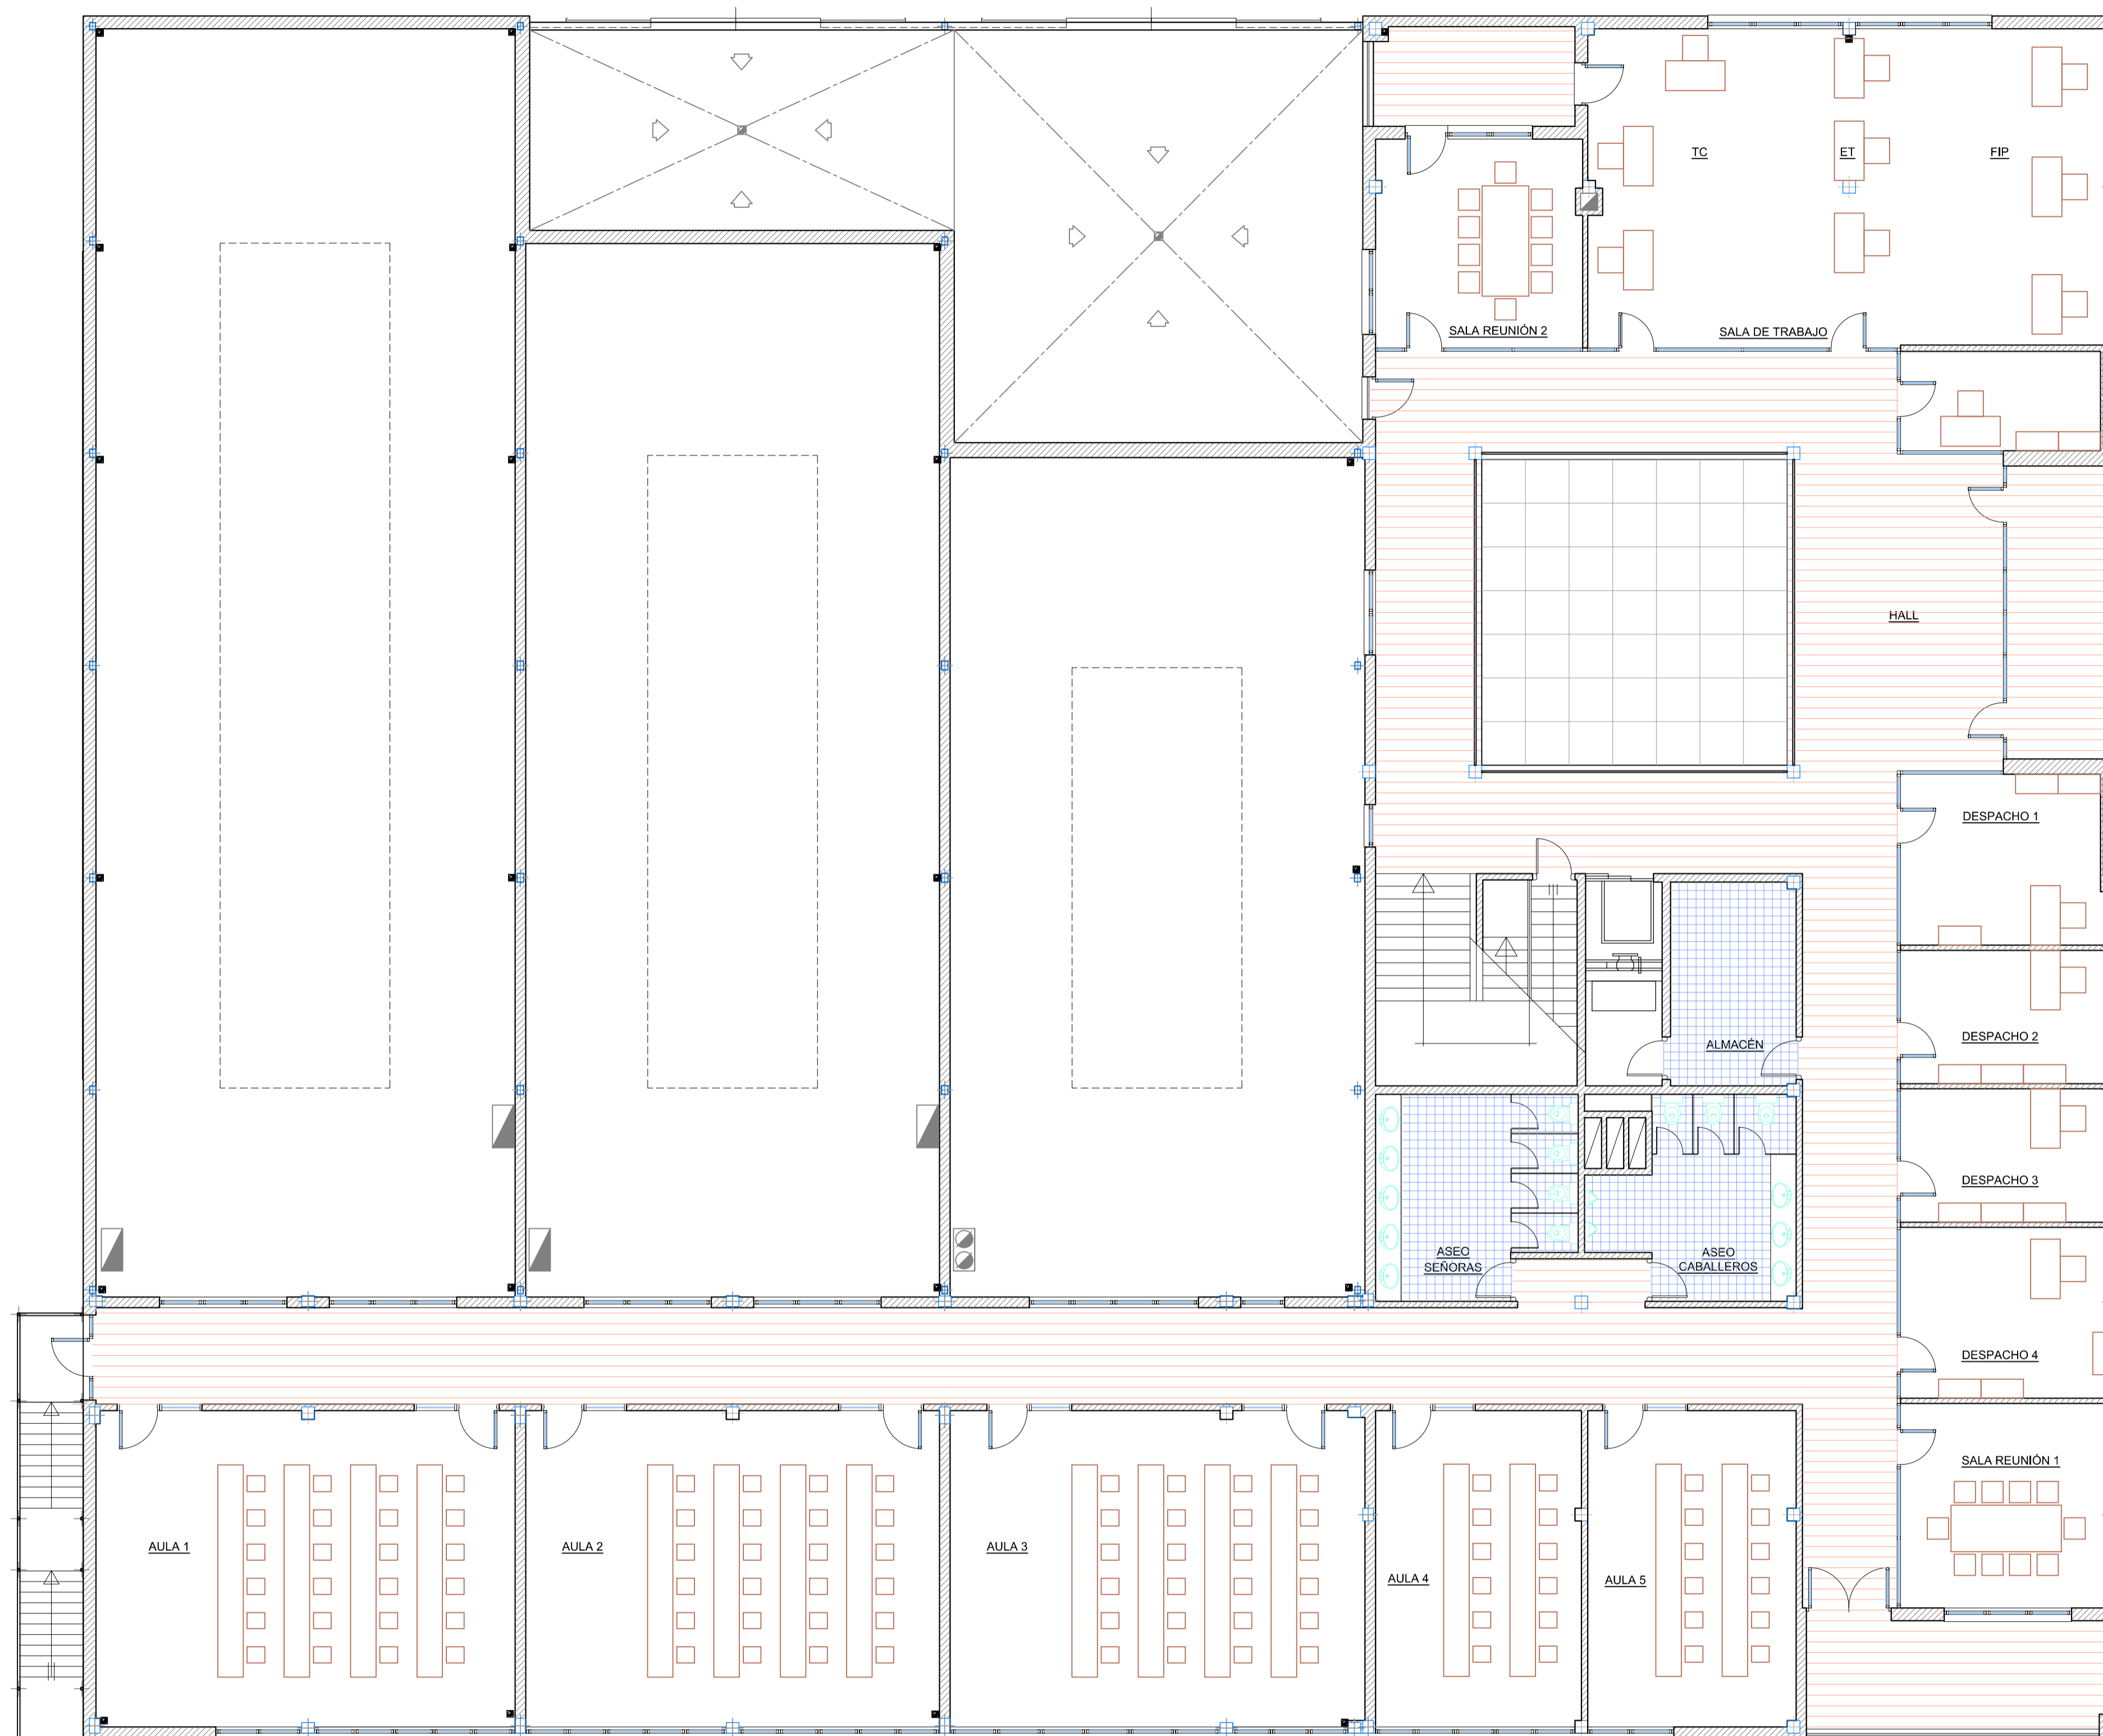 TC
ET
FIP
SALA REUNIÓN 2
SALA DE TRABAJO
HALL
DESPACHO 1
DESPACHO 2
ALMACÉN
DESPACHO 3
ASEO
SEÑORAS
ASEO
CABALLEROS
DESPACHO 4
SALA REUNIÓN 1
AULA 1
AULA 2
AULA 3
AULA 4
AULA 5